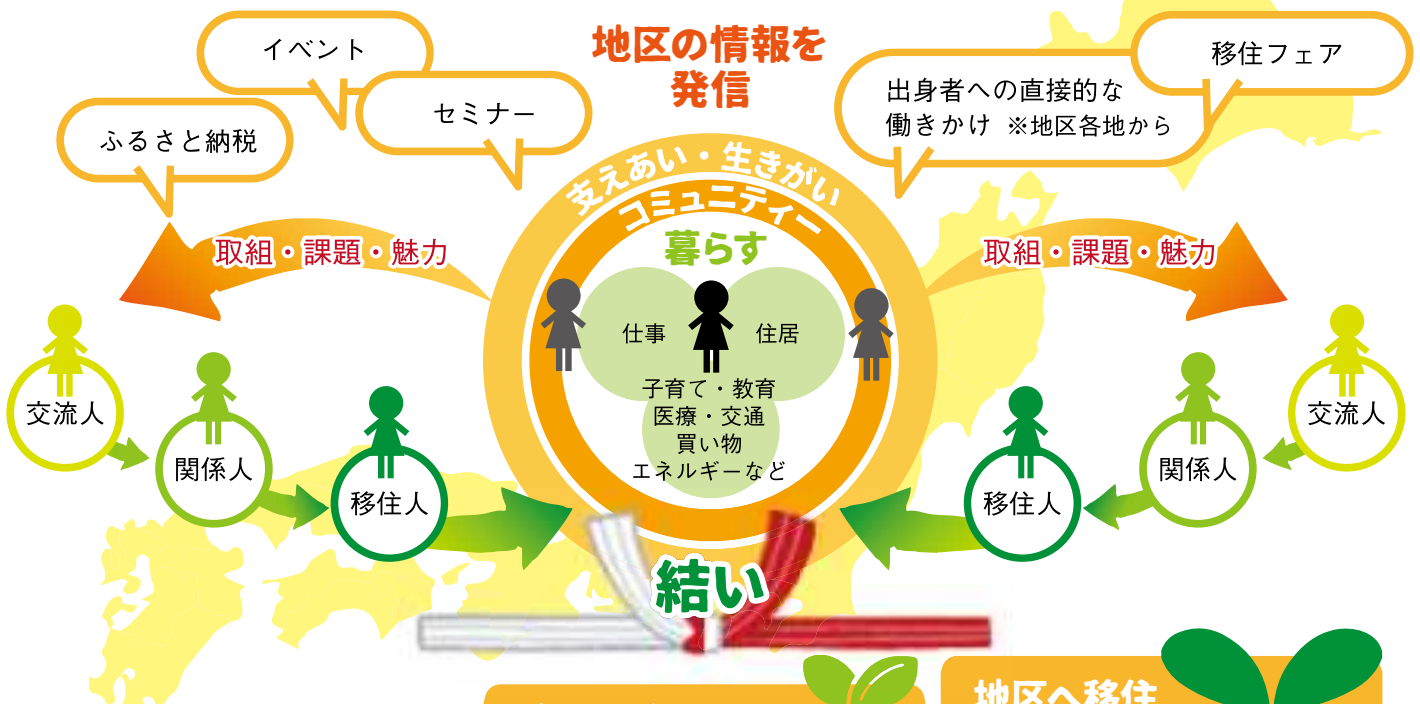 地区の情報を
発信
イベント
セミナー
ふるさと納税
移住フェア
出身者への直接的な
働きかけ ※地区各地から
支えあい・生きがい
コミュニティー
暮らす
取組・課題・魅力
取組・課題・魅力
仕事
住居
子育て・教育
医療・交通
買い物
エネルギーなど
交流人
関係人
移住人
移住人
関係人
交流人
結い
地区へ移住